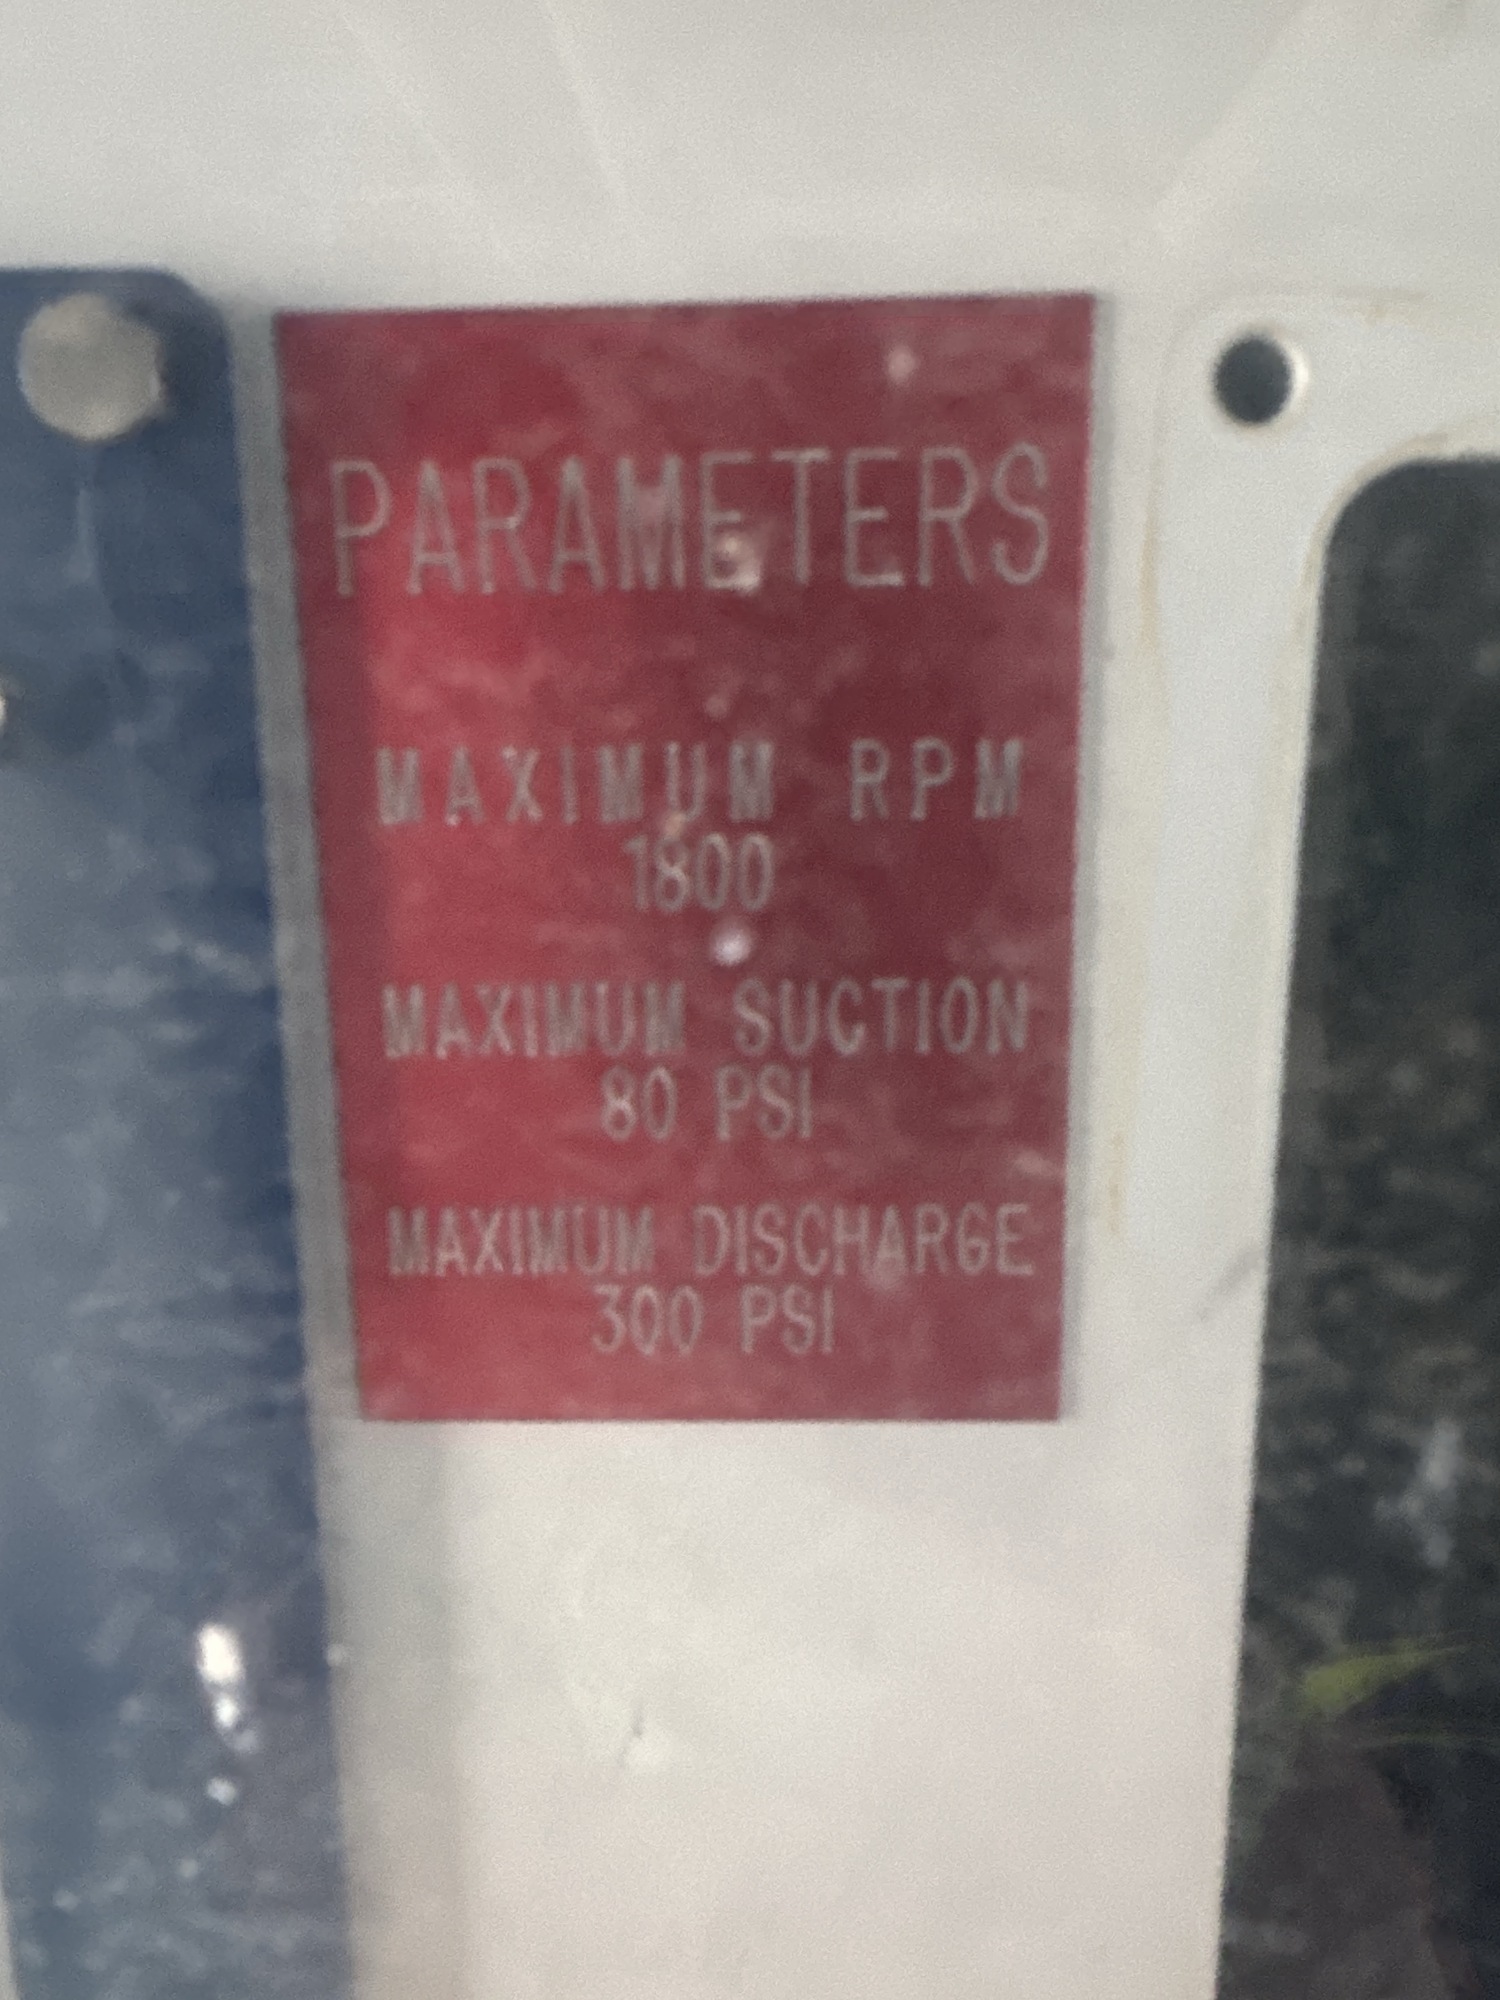 PARAMETERS
MAXIMUM RPM
1800
MAXIMUM SUCTION
80 PSI
MAXIMUM DISCHARGE
300 PSI